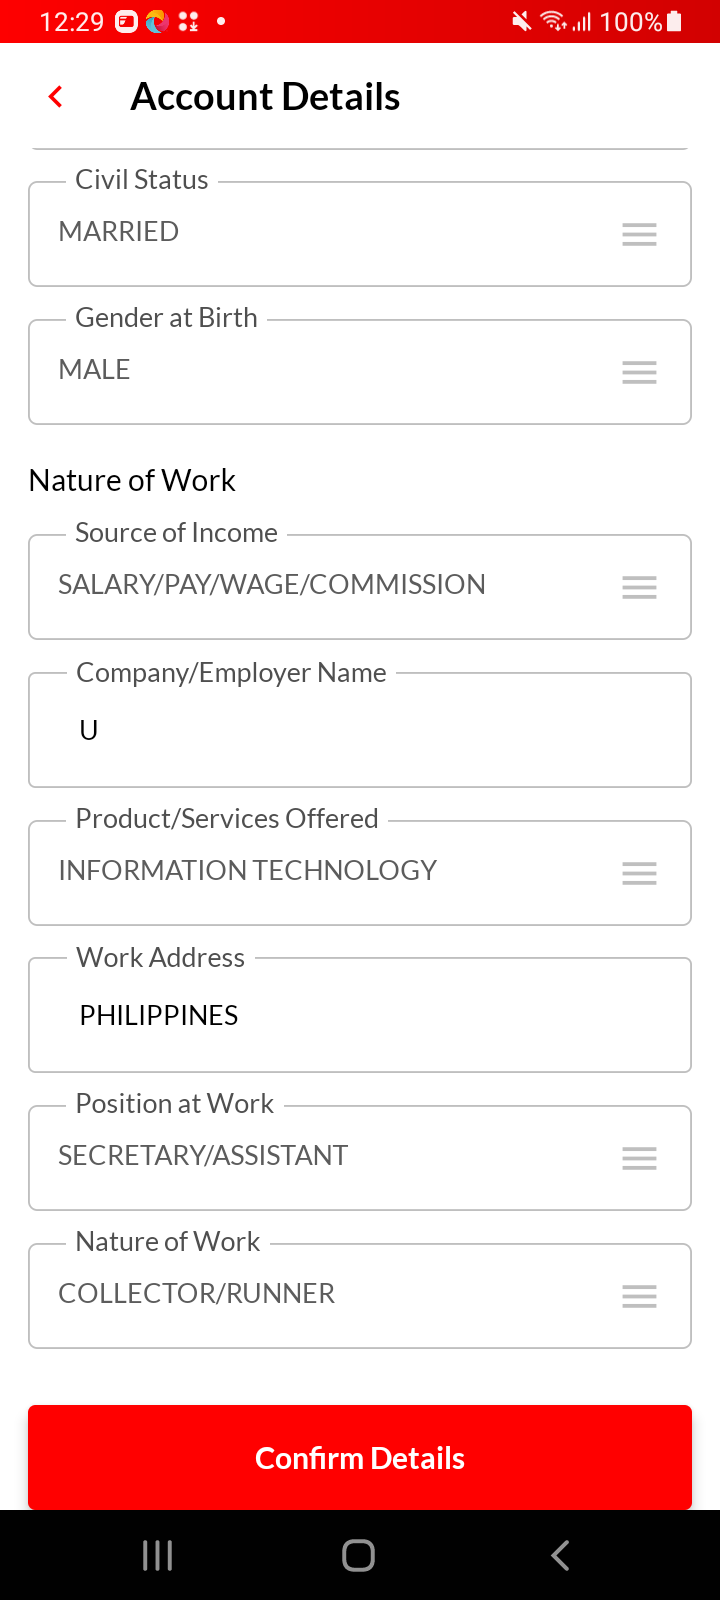 12:29
100%
Account Details
Civil Status
MARRIED
Gender at Birth
MALE
Nature of Work
Source of Income
SALARY/PAY/WAGE/COMMISSION
Company/Employer Name
U
Product/Services Offered
INFORMATION TECHNOLOGY
Work Address
PHILIPPINES
Position at Work
SECRETARY/ASSISTANT
Nature of Work
COLLECTOR/RUNNER
Confirm Details